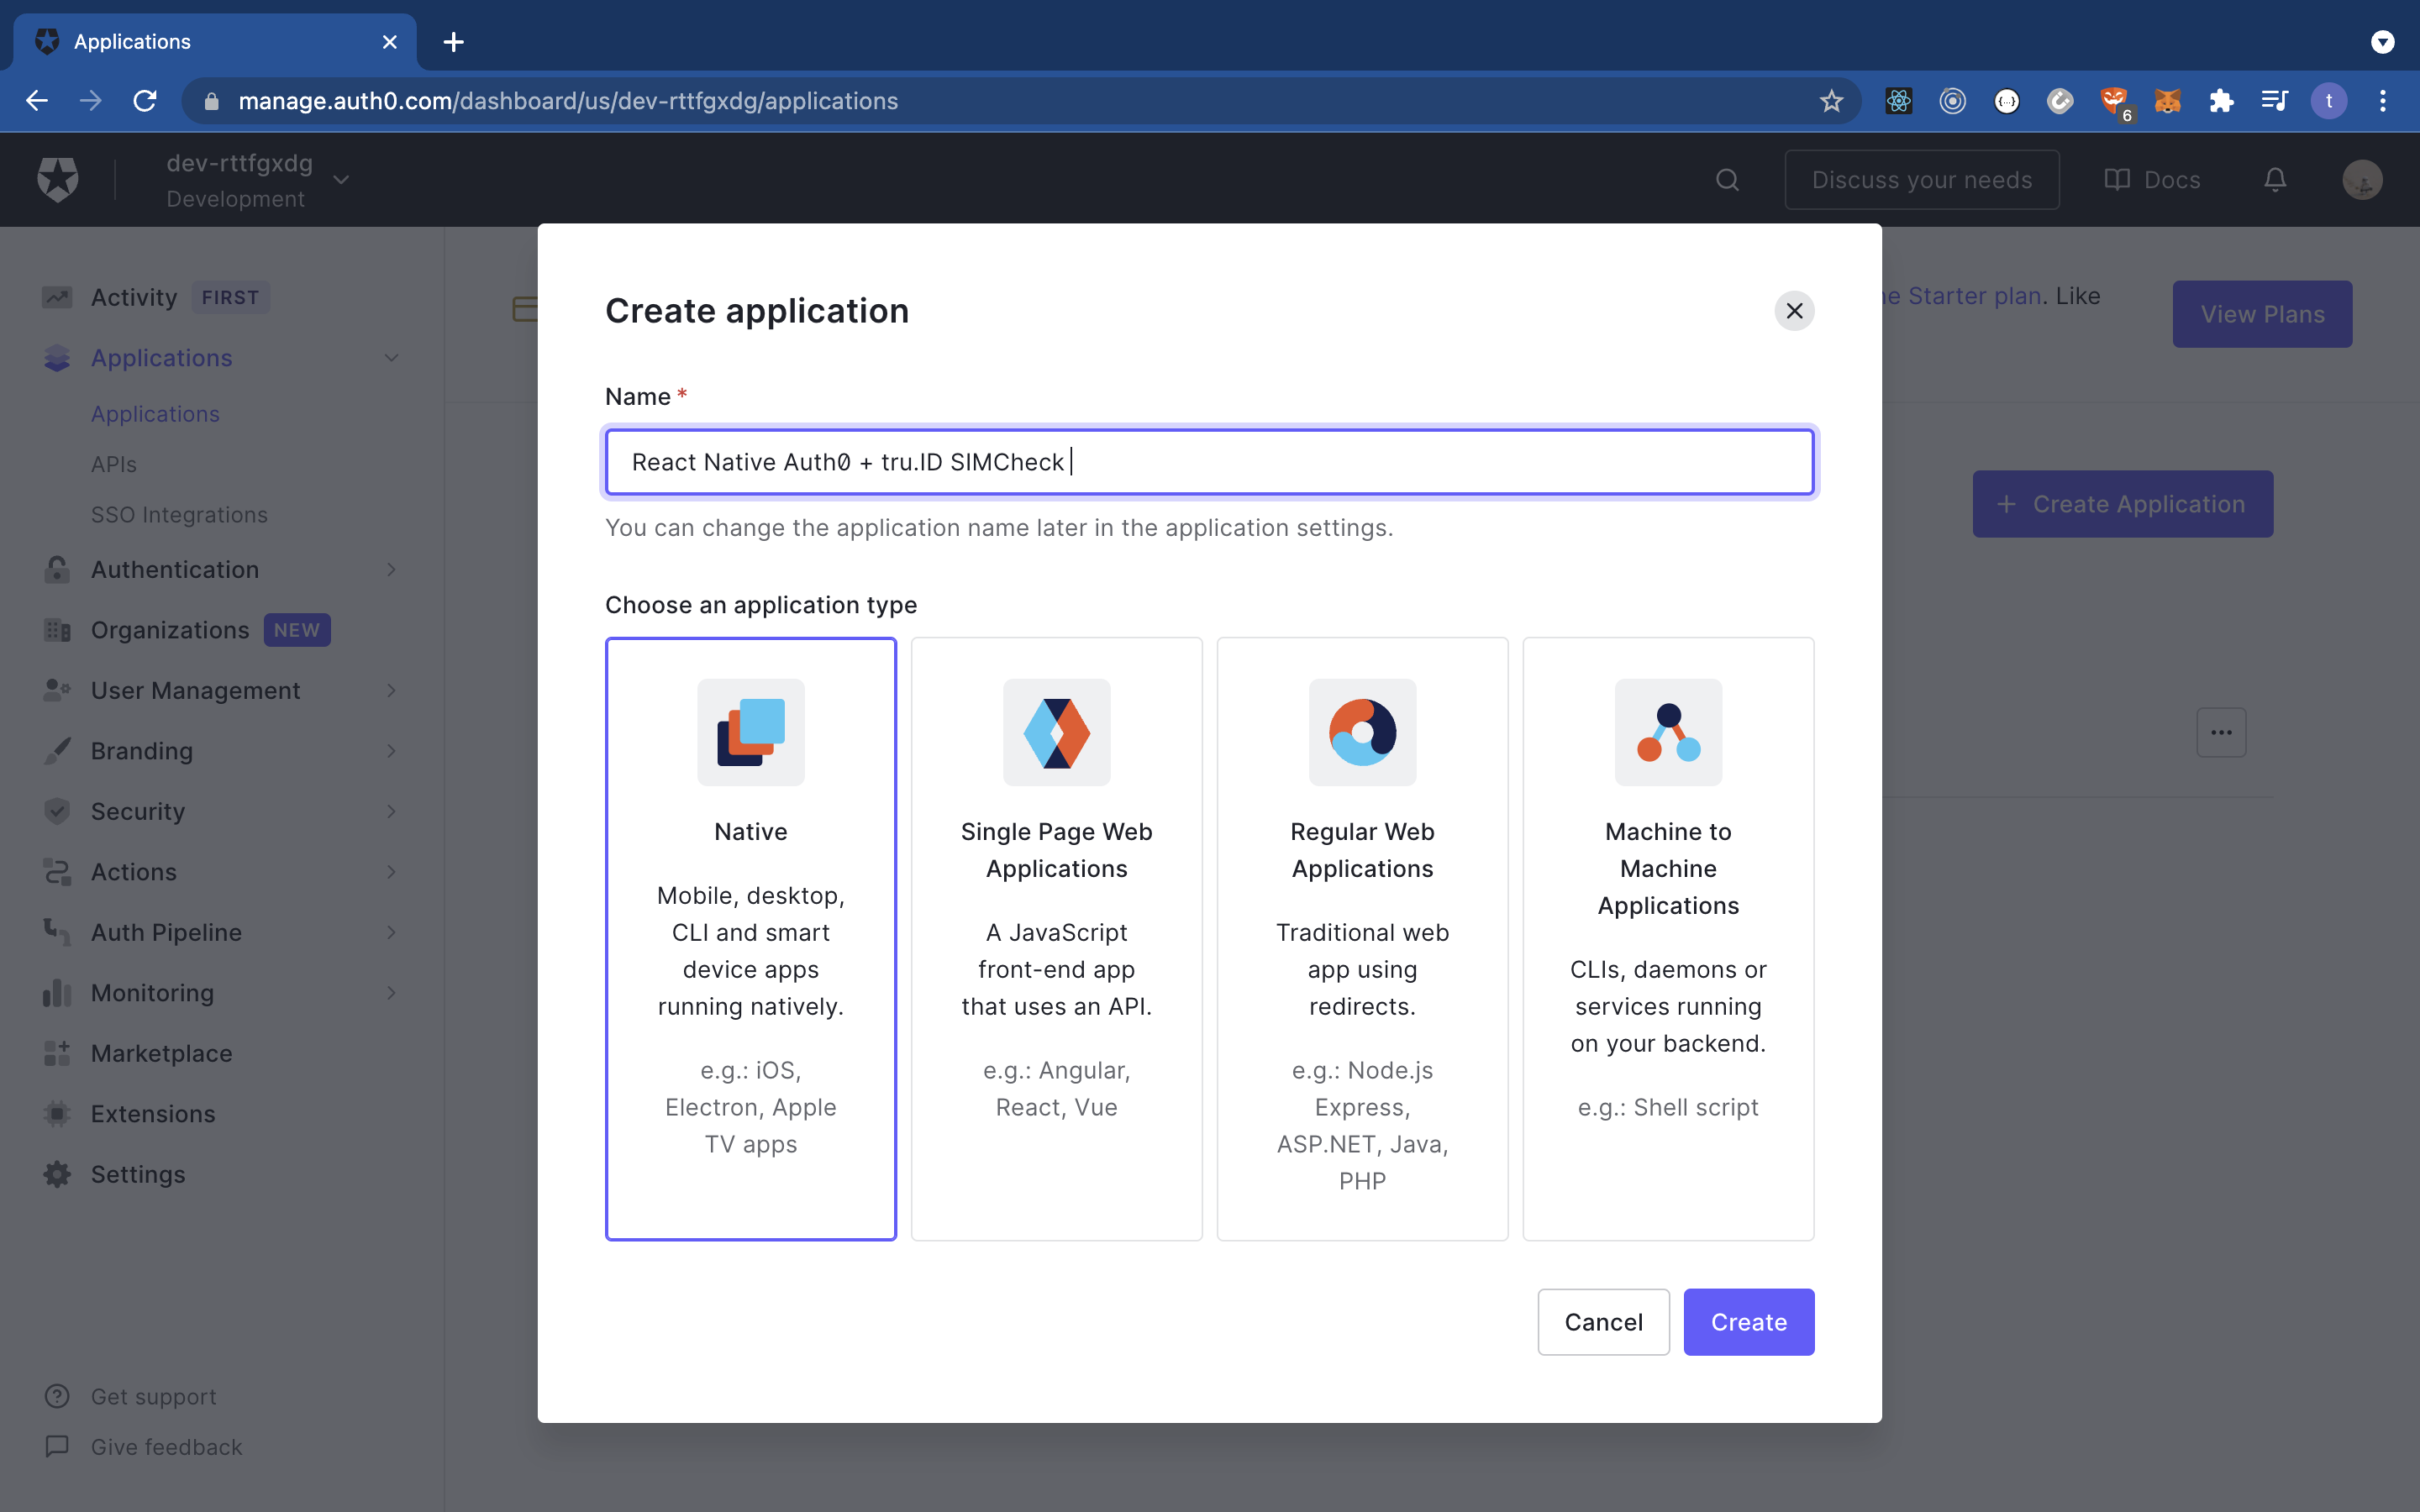 Applications
manage.auth0.com/dashboard/us/dev-rttfgxdg/applications
6
t
dev-rttfgxdg
Development
Discuss your needs
Docs
Activity FIRST
Applications
Applications
APIs
SSO Integrations
Authentication
Organizations NEW
User Management
Branding
Security
Actions
Auth Pipeline
Monitoring
Marketplace
Extensions
Settings
Get support
Give feedback
Starter plan. Like
View Plans
+ Create Application
Create application
Name *
React Native Auth0 + tru.ID SIMCheck
You can change the application name later in the application settings.
Choose an application type
Native
Mobile, desktop,
CLI and smart
device apps
running natively.
e.g.: iOS,
Electron, Apple
TV apps
Single Page Web
Applications
A JavaScript
front-end app
that uses an API.
e.g.: Angular,
React, Vue
Regular Web
Applications
Traditional web
app using
redirects.
e.g.: Node.js
Express,
ASP.NET, Java,
PHP
Machine to
Machine
Applications
CLIs, daemons or
services running
on your backend.
e.g.: Shell script
Cancel
Create